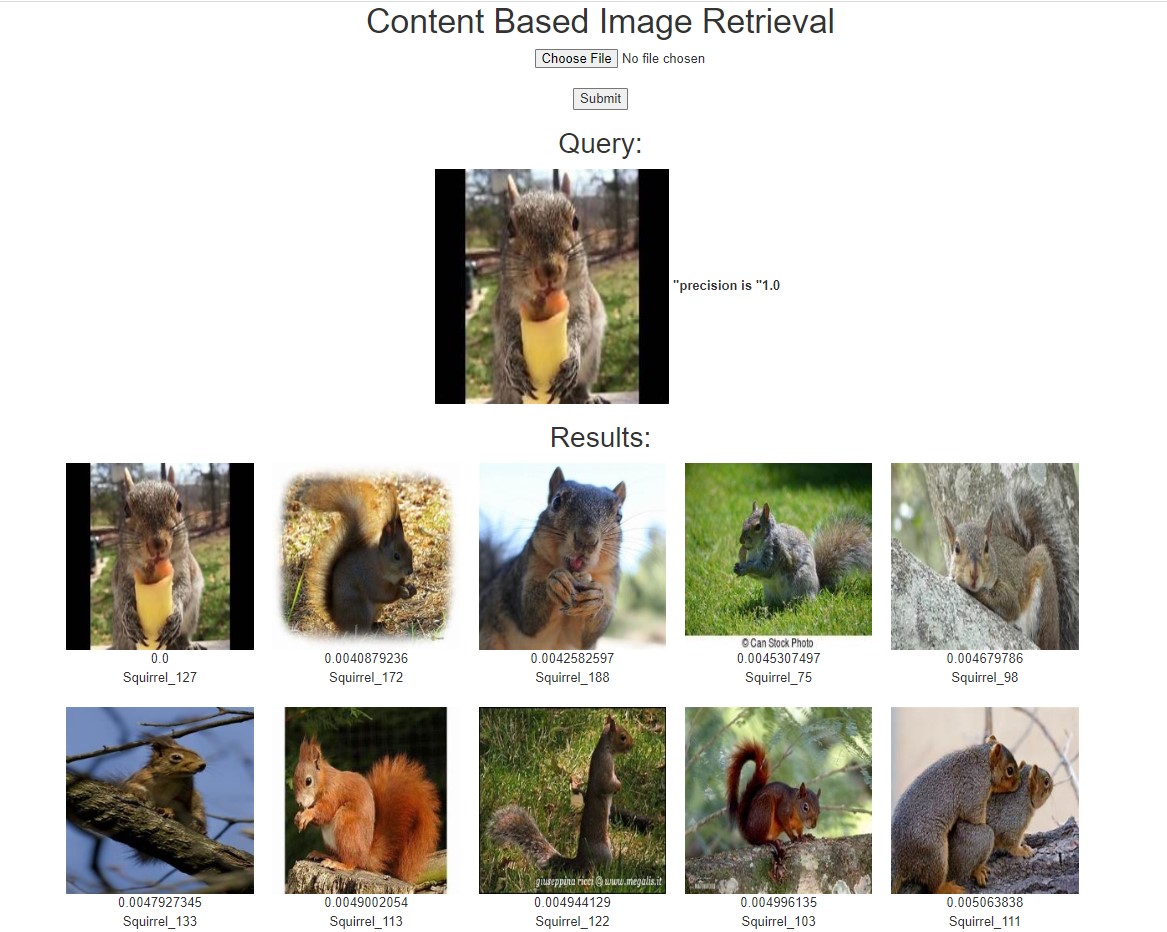 Content Based Image Retrieval
Choose File No file chosen
Submit
Query:
"precision is "1.0
Results:
© Can Stock Photo
0.0 0.0040879236 0.0042582597 0.0045307497 0.004679786
Squirrel_127 Squirrel_172 Squirrel_188 Squirrel_75 Squirrel_98
giuseppina ricci © www.megalis.it
0.0047927345 0.0049002054 0.004944129 0.004996135 0.005063838
Squirrel_133 Squirrel_113 Squirrel_122 Squirrel_103 Squirrel_111